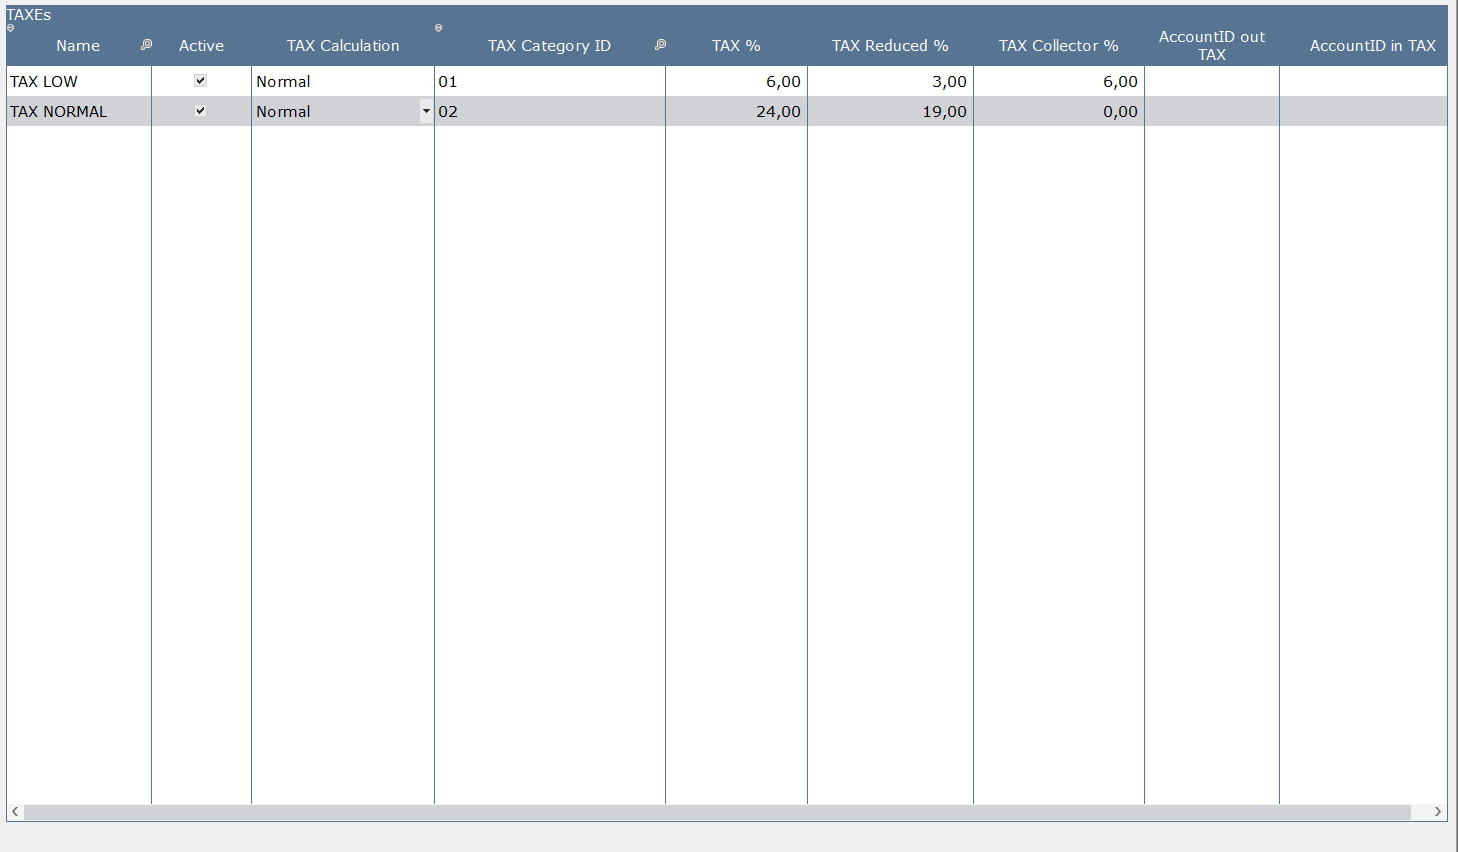 TAXEs
Name Active TAX Calculation TAX Category ID TAX % TAX Reduced % TAX Collector % AccountID out TAX AccountID in TAX
TAX LOW Normal 01 6,00 3,00 6,00
TAX NORMAL Normal 02 24,00 19,00 0,00